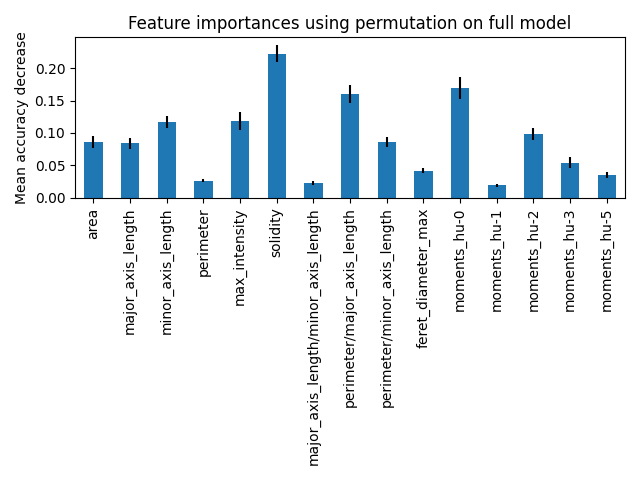 Feature importances using permutation on full model
Mean accuracy decrease
0.20
0.15
0.10
0.05
0.00
area
major_axis_length
minor_axis_length
perimeter
max_intensity
solidity
major_axis_length/minor_axis_length
perimeter/major_axis_length
perimeter/minor_axis_length
feret_diameter_max
moments_hu-0
moments_hu-1
moments_hu-2
moments_hu-3
moments_hu-5